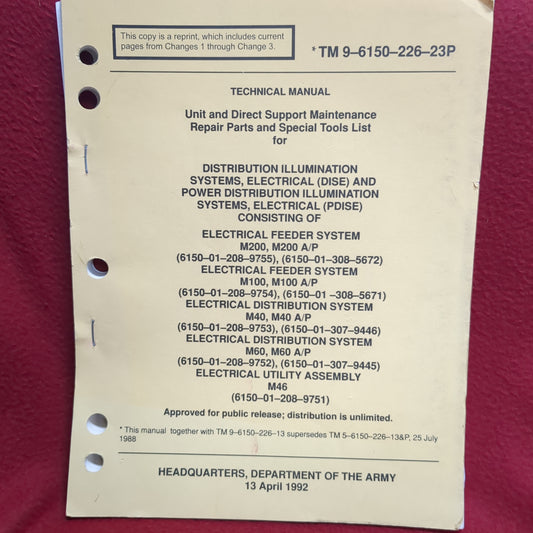 This copy is a reprint, which includes current
pages from Changes 1 through Change 3.
*TM 9–6150–226–23P
TECHNICAL MANUAL
Unit and Direct Support Maintenance
Repair Parts and Special Tools List
for
DISTRIBUTION ILLUMINATION
SYSTEMS, ELECTRICAL (DISE) AND
POWER DISTRIBUTION ILLUMINATION
SYSTEMS, ELECTRICAL (PDISE)
CONSISTING OF
ELECTRICAL FEEDER SYSTEM
M200, M200 A/P
(6150–01–208–9755), (6150–01–308–5672)
ELECTRICAL FEEDER SYSTEM
M100, M100 A/P
(6150–01–208–9754), (6150–01 –308–5671)
ELECTRICAL DISTRIBUTION SYSTEM
M40, M40 A/P
(6150–01–208–9753), (6150–01–307–9446)
ELECTRICAL DISTRIBUTION SYSTEM
M60, M60 A/P
(6150–01–208–9752), (6150–01–307–9445)
ELECTRICAL UTILITY ASSEMBLY
M46
(6150–01–208–9751)
Approved for public release; distribution is unlimited.
* This manual together with TM 9–6150–226–13 supersedes TM 5–6150–226–13&P, 25 July
1988
HEADQUARTERS, DEPARTMENT OF THE ARMY
13 April 1992